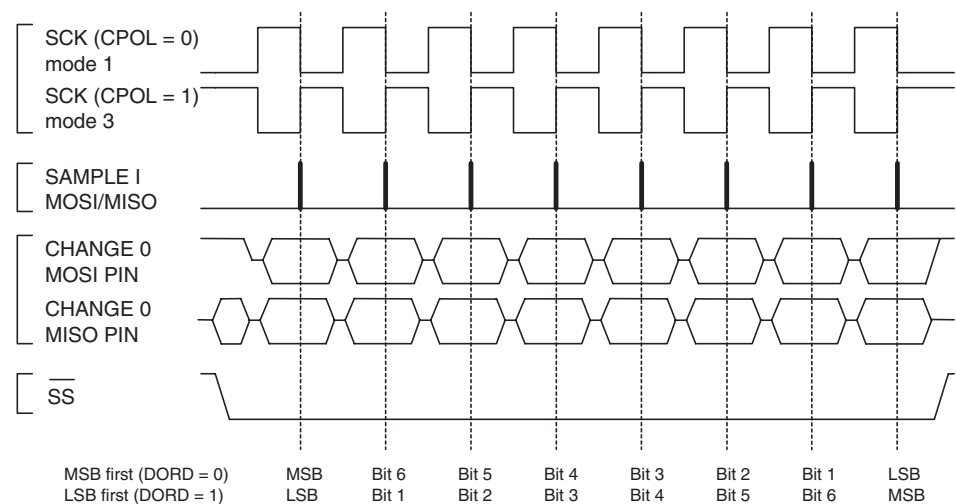 SCK (CPOL = 0)
mode 1
SCK (CPOL = 1)
mode 3
SAMPLE I
MOSI/MISO
CHANGE 0
MOSI PIN
CHANGE 0
MISO PIN
SS
MSB first (DORD = 0) MSB Bit 6 Bit 5 Bit 4 Bit 3 Bit 2 Bit 1 LSB
LSB first (DORD = 1) LSB Bit 1 Bit 2 Bit 3 Bit 4 Bit 5 Bit 6 MSB